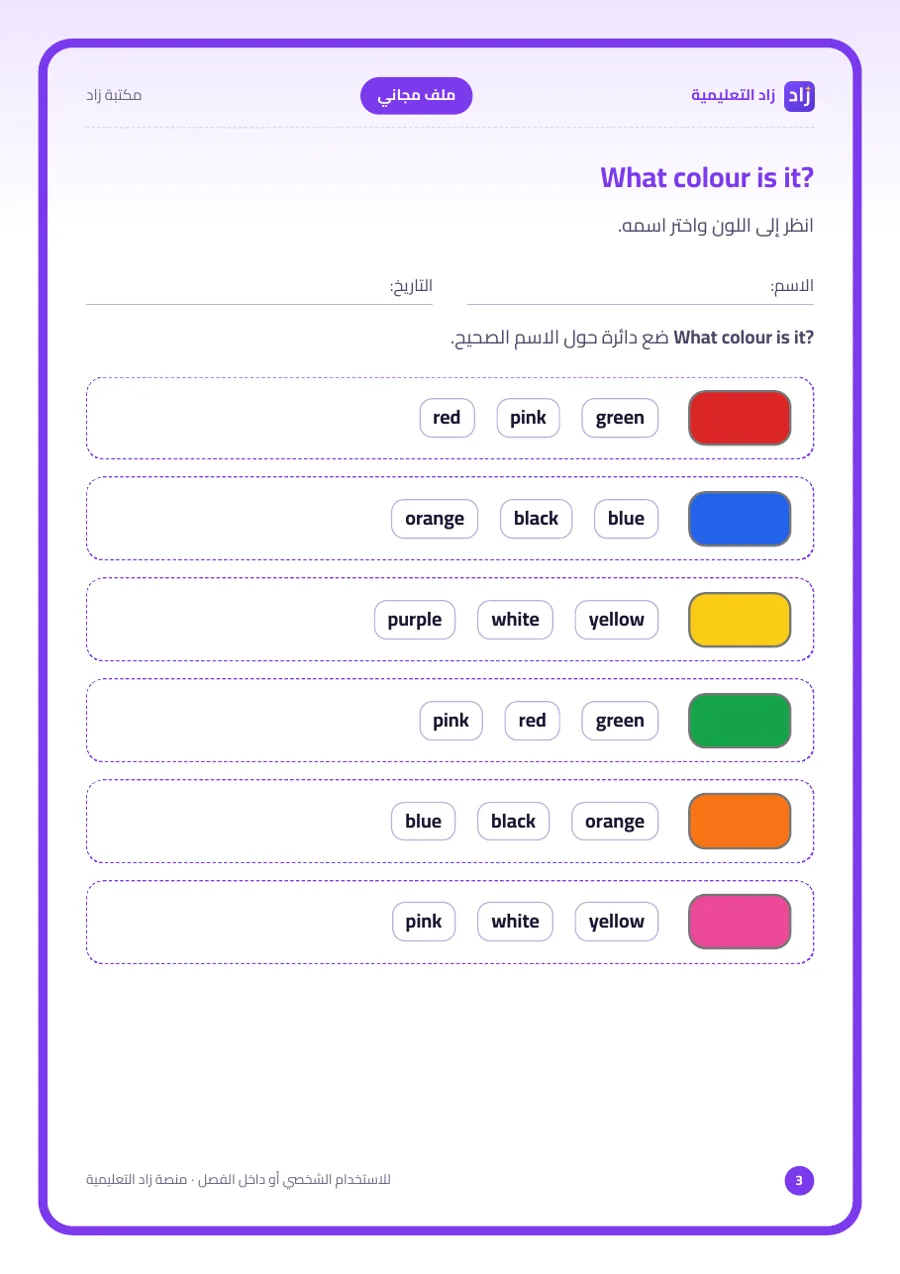 زاد زاد التعليمية
ملف مجاني
مكتبة زاد
What colour is it?
انظر إلى اللون واختر اسمه.
الاسم:
التاريخ:
What colour is it? ضع دائرة حول الاسم الصحيح.
green pink red
blue black orange
yellow white purple
green red pink
orange black blue
yellow white pink
3
للاستخدام الشخصي أو داخل الفصل · منصة زاد التعليمية